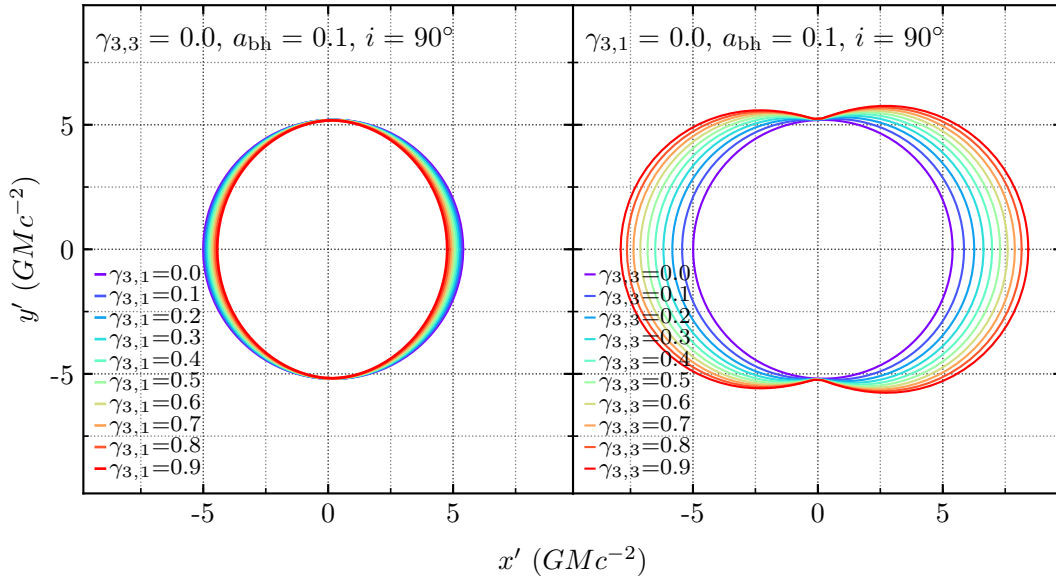 γ₃,₃ = 0.0, a_bh = 0.1, i = 90°
γ₃,₁=0.0
γ₃,₁=0.1
γ₃,₁=0.2
γ₃,₁=0.3
γ₃,₁=0.4
γ₃,₁=0.5
γ₃,₁=0.6
γ₃,₁=0.7
γ₃,₁=0.8
γ₃,₁=0.9
γ₃,₁ = 0.0, a_bh = 0.1, i = 90°
γ₃,₃=0.0
γ₃,₃=0.1
γ₃,₃=0.2
γ₃,₃=0.3
γ₃,₃=0.4
γ₃,₃=0.5
γ₃,₃=0.6
γ₃,₃=0.7
γ₃,₃=0.8
γ₃,₃=0.9
5
0
-5
y′ (GMc⁻²)
-5 0 5
-5 0 5
x′ (GMc⁻²)